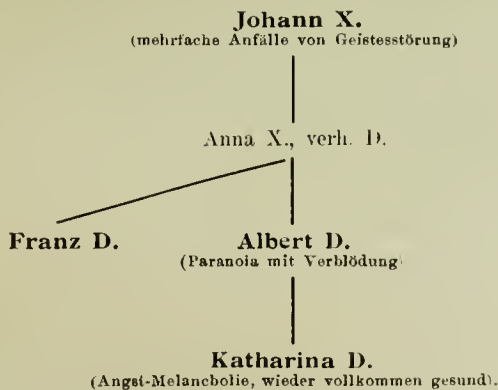 Johann X.
(mehrfache Anfälle von Geistesstörung)
Anna X., verh. D.
Franz D. Albert D.
(Paranoia mit Verblödung
Katharina D.
(Angst-Melancholie, wieder vollkommen gesund).